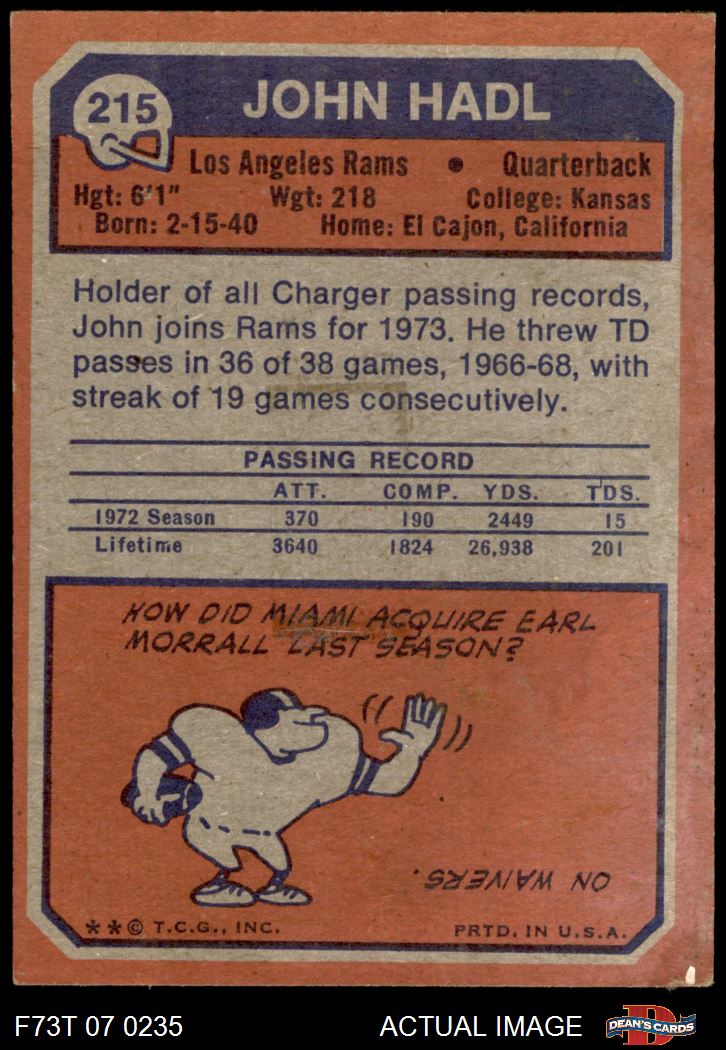 215
JOHN HADL
Los Angeles Rams • Quarterback
Hgt: 6'1" Wgt: 218 College: Kansas
Born: 2-15-40 Home: El Cajon, California
Holder of all Charger passing records,
John joins Rams for 1973. He threw TD
passes in 36 of 38 games, 1966-68, with
streak of 19 games consecutively.
PASSING RECORD
ATT. COMP. YDS. TDS.
1972 Season 370 190 2449 15
Lifetime 3640 1824 26,938 201
HOW DID MIAMI ACQUIRE EARL
MORRALL LAST SEASON?
ON WAIVERS.
**© T.C.G., INC. PRTD. IN U.S.A.
F73T 07 0235 ACTUAL IMAGE D DEAN'S CARDS